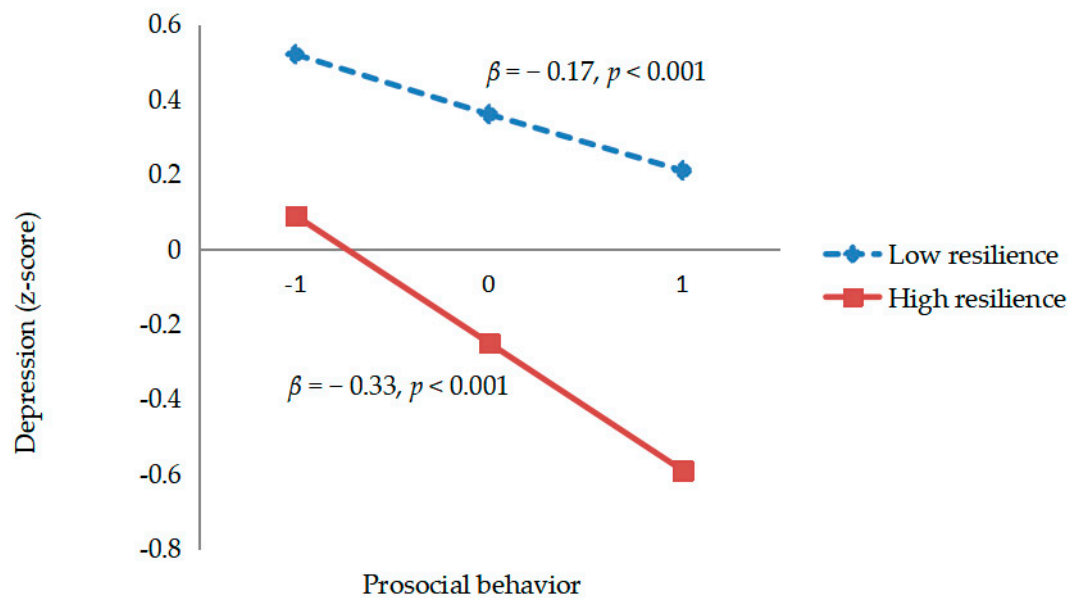 0.6
0.4
0.2
0
-0.2
-0.4
-0.6
-0.8
Depression (z-score)
β = − 0.17, p < 0.001
-1
0
1
β = − 0.33, p < 0.001
Low resilience
High resilience
Prosocial behavior